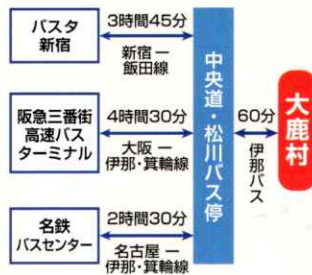 バスタ
新宿
3時間45分
新宿ー
飯田線
阪急三番街
高速バス
ターミナル
4時間30分
大阪ー
伊那・箕輪線
名鉄
バスセンター
2時間30分
名古屋ー
伊那・箕輪線
中央道・松川バス停
60分
伊那バス
大鹿村